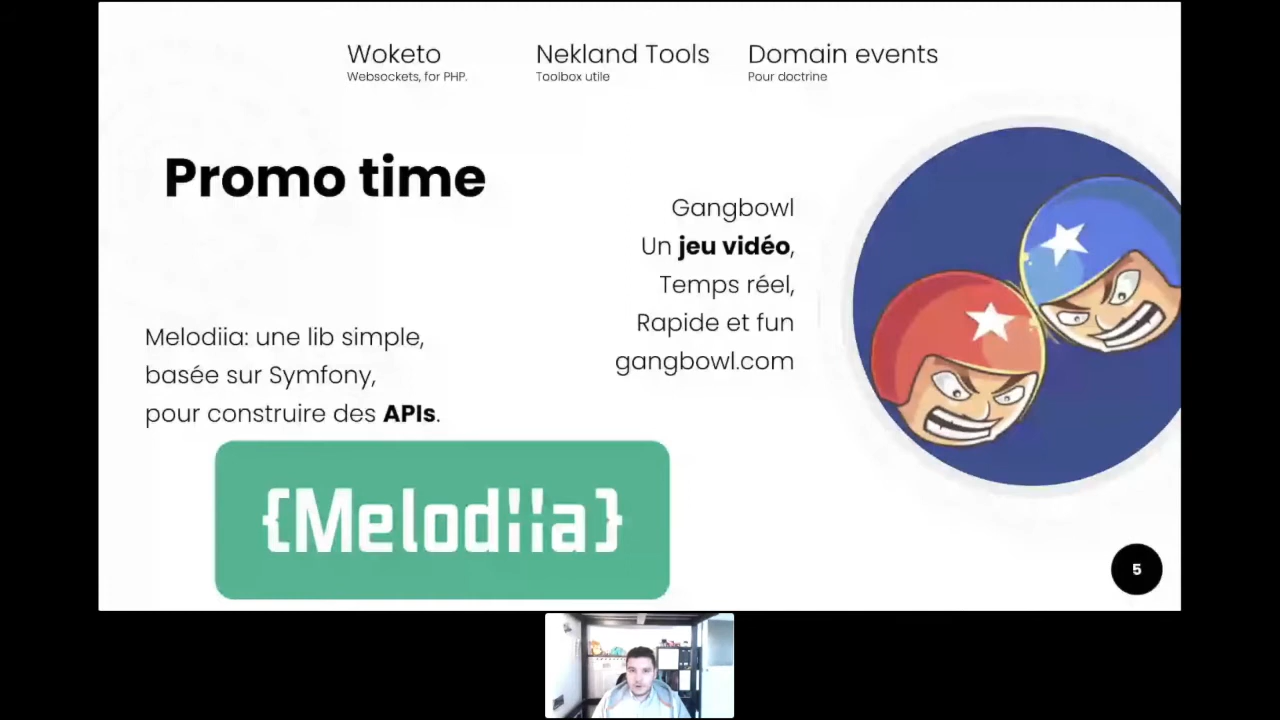 Woketo
Websockets, for PHP.
Nekland Tools
Toolbox utile
Domain events
Pour doctrine
Promo time
Gangbowl
Un jeu vidéo,
Temps réel,
Rapide et fun
gangbowl.com
Melodiia: une lib simple,
basée sur Symfony,
pour construire des APIs.
{Melodiia}
5